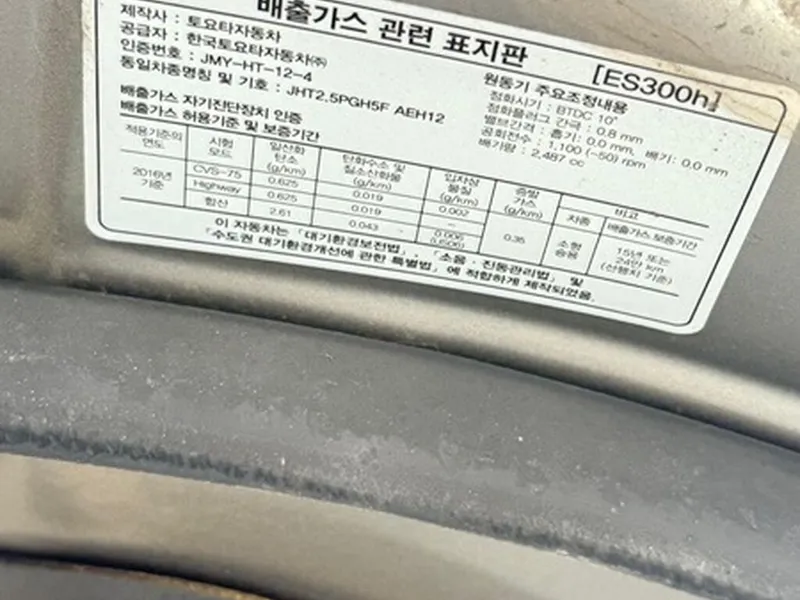 배출가스 관련 표지판
[ES300h]
제작사 : 토요타자동차
공급자 : 한국토요타자동차㈜
인증번호 : JMY-HT-12-4
동일차종명칭 및 기호 : JHT2.5PGH5F AEH12
원동기 주요조정내용
점화시기 : BTDC 10°
점화플러그 간극 : 0.8 mm
밸브간격 : 흡기: 0.0 mm, 배기: 0.0 mm
공회전수 : 1,100 (~50) rpm
배기량 : 2,487 cc
배출가스 자기진단장치 인증
배출가스 허용기준 및 보증기간
적용기준의 연도 시험모드 일산화탄소 (g/km) 탄화수소 및 질소산화물 (g/km) 입자상물질 (g/km) 증발가스 (g/km) 비고
차종 배출가스 보증기간
2016년 기준 CVS-75 0.625 0.019 0.002 0.35 소형승용 15년 또는 24만 km (선행치 기준)
Highway 0.625 0.019 –
합산 2.61 0.043 0.006 (US06)
이 자동차는 「대기환경보전법」, 「소음 · 진동관리법」 및
「수도권 대기환경개선에 관한 특별법」에 적합하게 제작되었음.